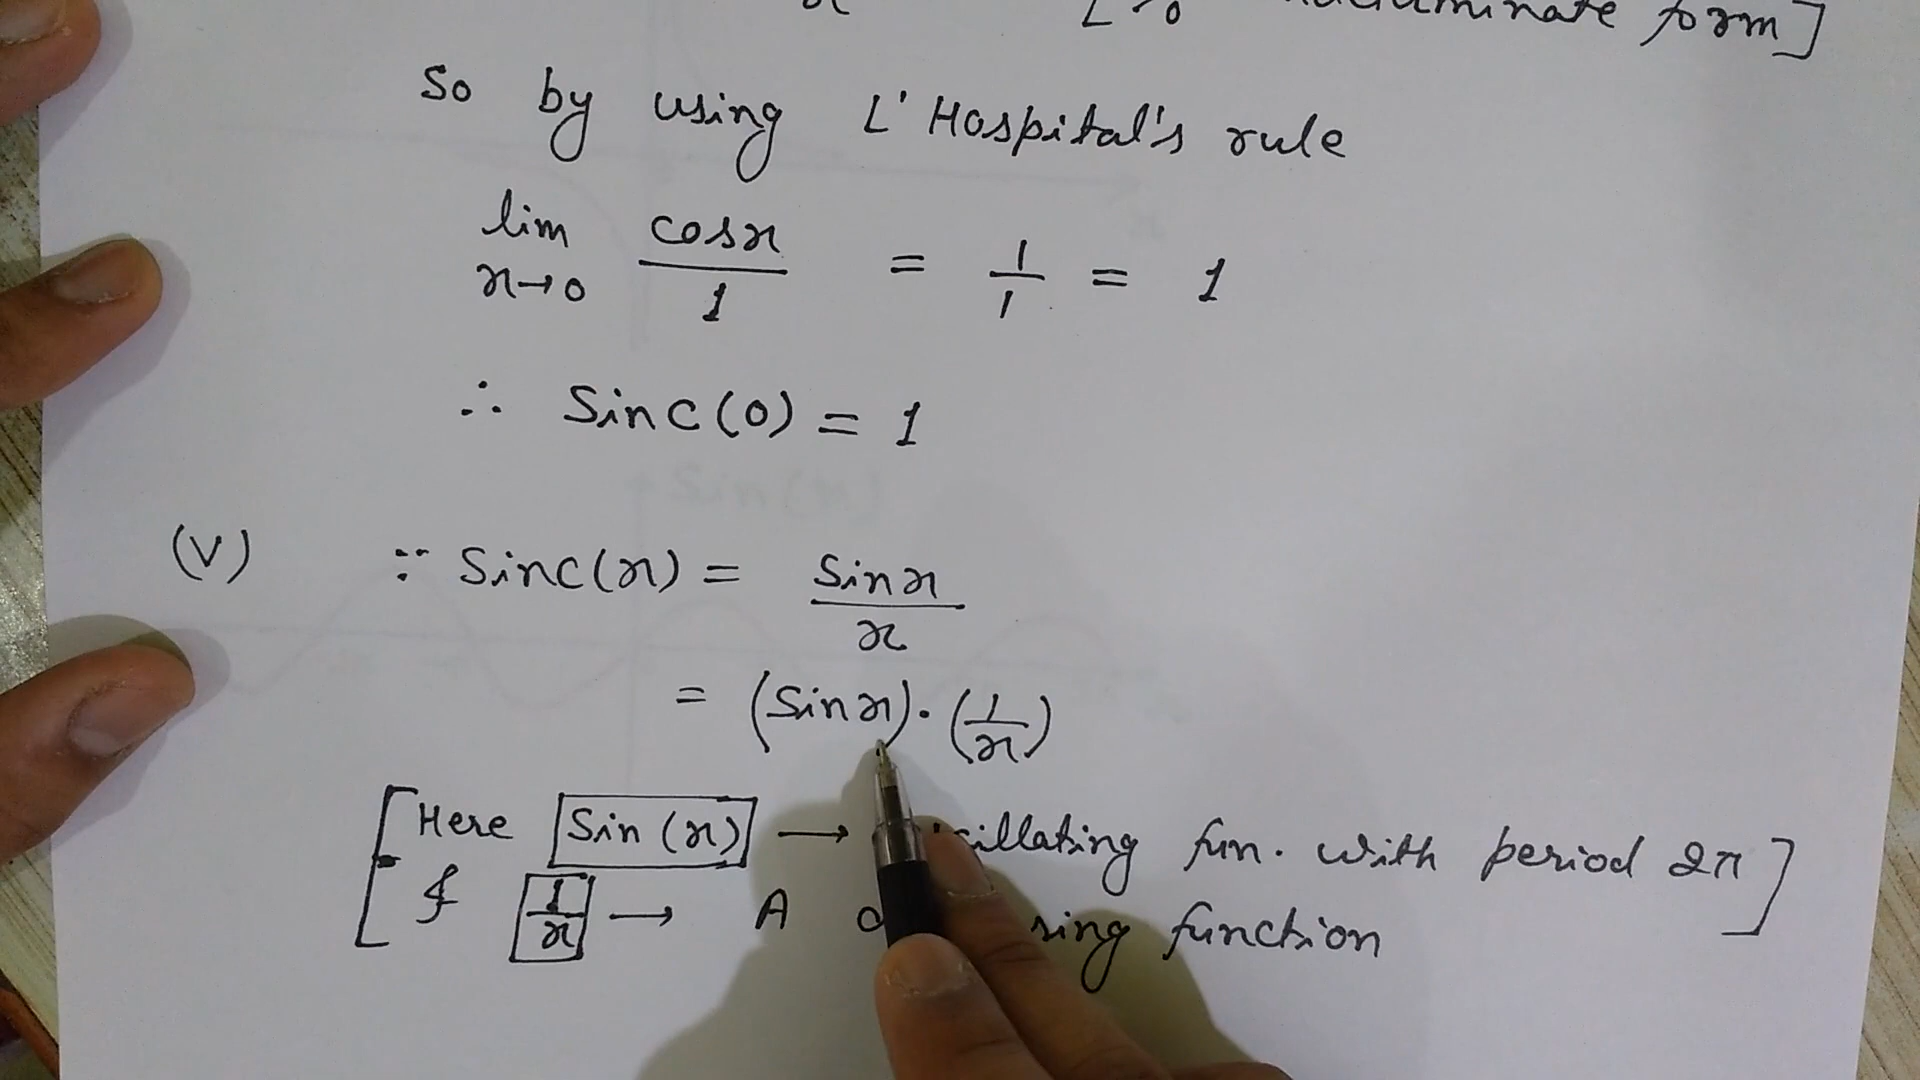 form]
So by using L'Hospital's rule
lim x→0 cosx/1 = 1/1 = 1
∴ Sinc(0) = 1
(V) ∵ Sinc(x) = Sinx/x
= (Sinx)·(1/x)
[Here Sin(x) → fun. with period 2π]
& 1/x → A function